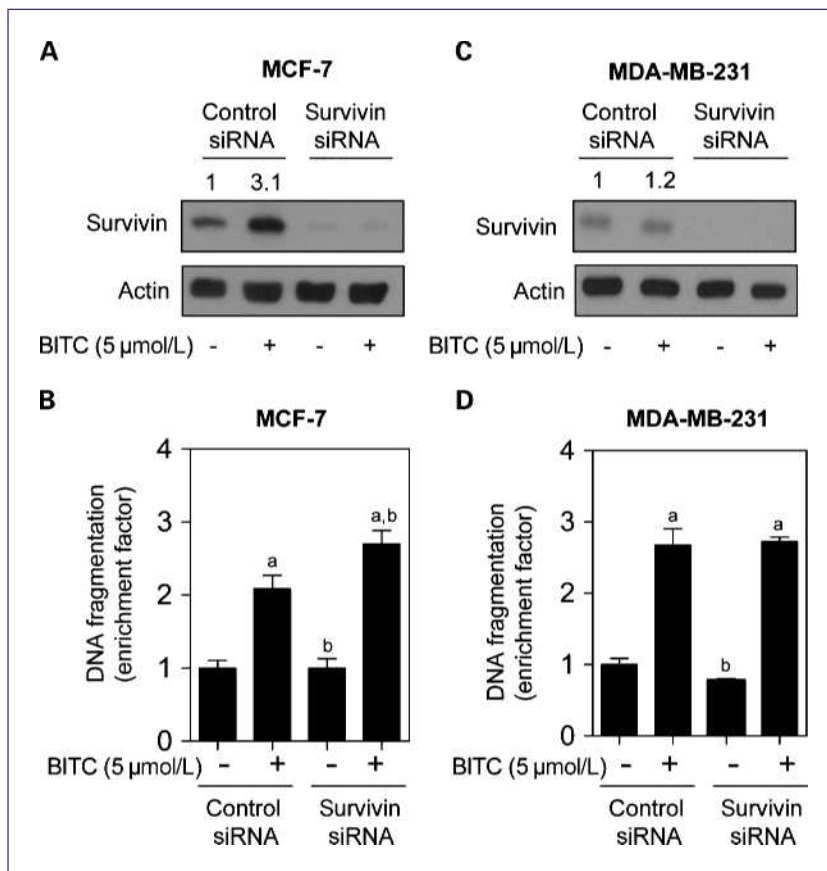 A
MCF-7
Control Survivin
siRNA siRNA
1 3.1
Survivin
Actin
BITC (5 µmol/L) - + - +
C
MDA-MB-231
Control Survivin
siRNA siRNA
1 1.2
Survivin
Actin
BITC (5 µmol/L) - + - +
B
MCF-7
DNA fragmentation
(enrichment factor)
4
3
2
1
0
a
b
a,b
BITC (5 µmol/L) - + - +
Control Survivin
siRNA siRNA
D
MDA-MB-231
DNA fragmentation
(enrichment factor)
4
3
2
1
0
a
b
a
BITC (5 µmol/L) - + - +
Control Survivin
siRNA siRNA